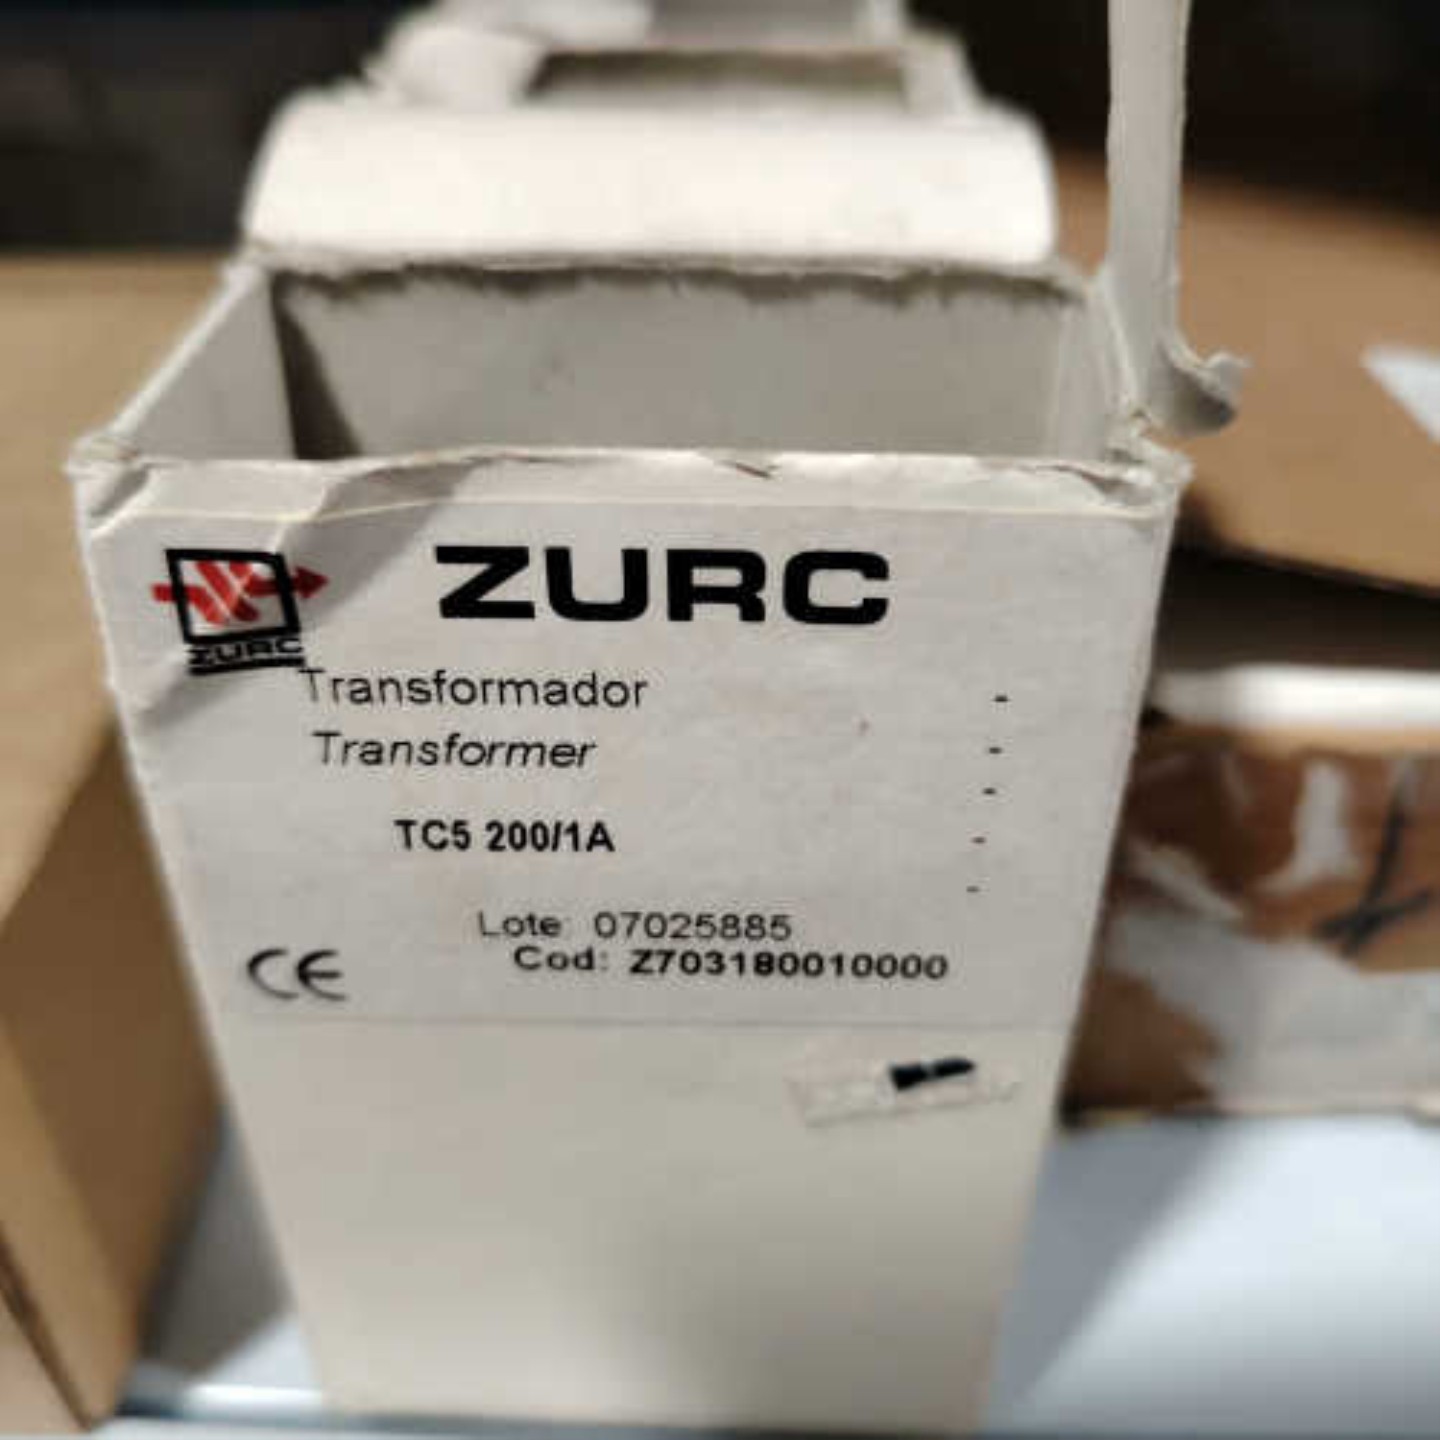 ZURC
ZURC
Transformador
Transformer
TC5 200/1A
Lote: 07025885
Cod: Z703180010000
CE